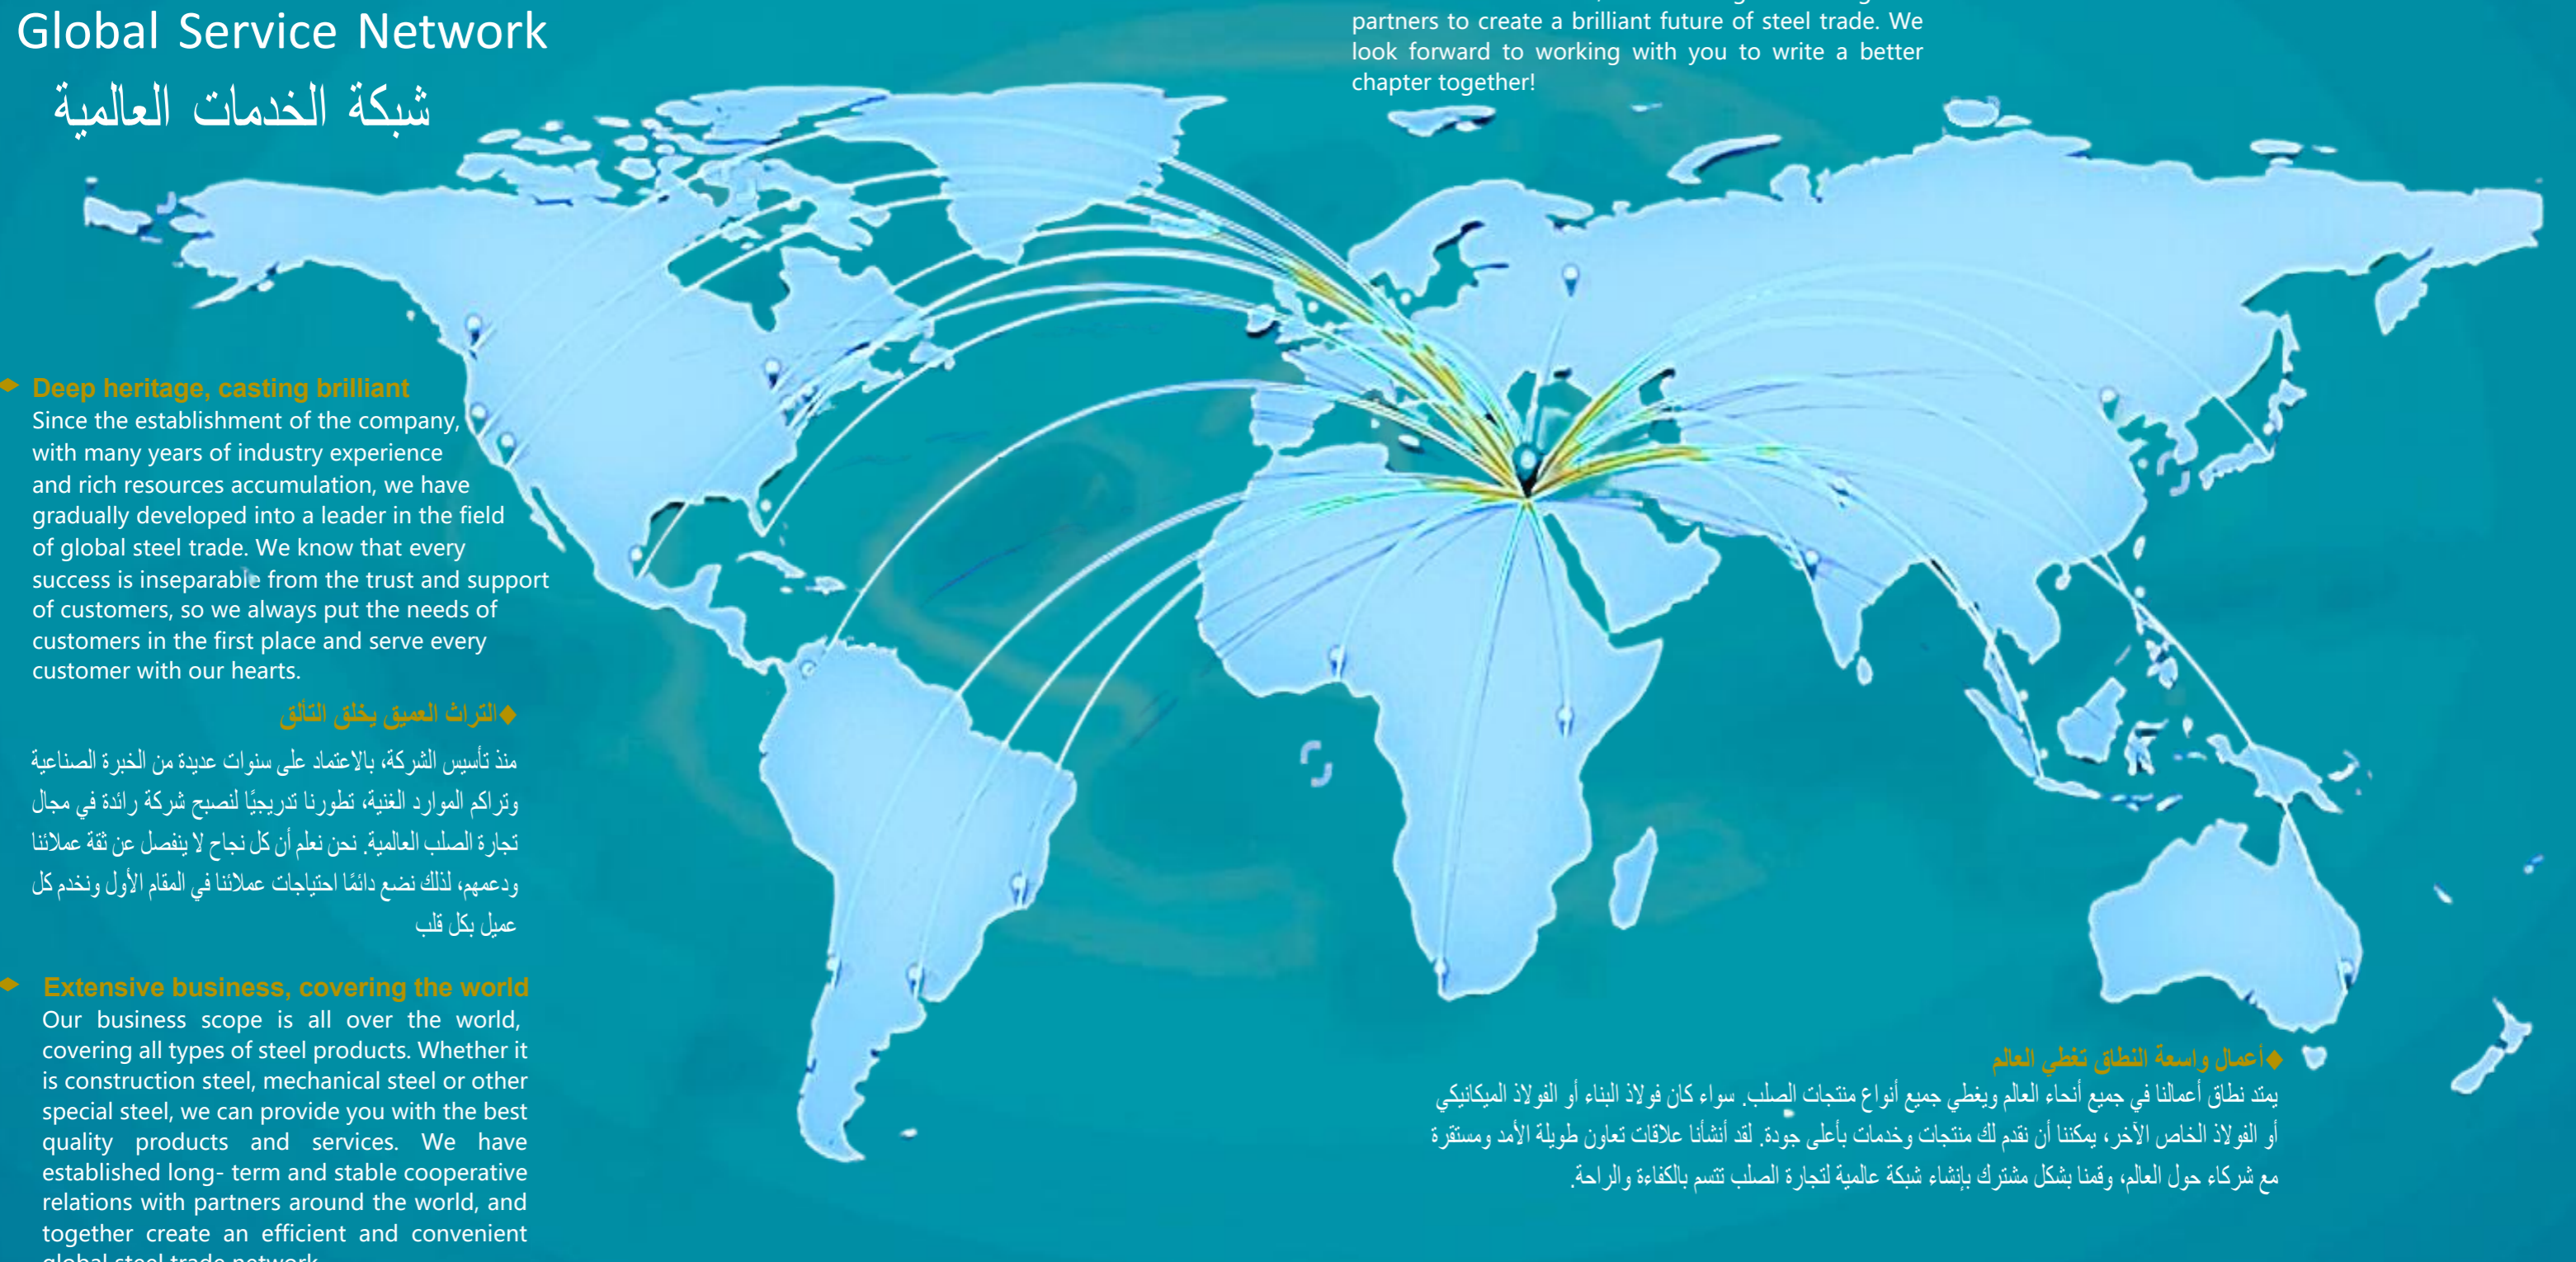 Global Service Network
شبكة الخدمات العالمية
partners to create a brilliant future of steel trade. We
look forward to working with you to write a better
chapter together!
Deep heritage, casting brilliant
Since the establishment of the company,
with many years of industry experience
and rich resources accumulation, we have
gradually developed into a leader in the field
of global steel trade. We know that every
success is inseparable from the trust and support
of customers, so we always put the needs of
customers in the first place and serve every
customer with our hearts.
◆التراث العميق يخلق التألق
منذ تأسيس الشركة، بالاعتماد على سنوات عديدة من الخبرة الصناعية
وتراكم الموارد الغنية، تطورنا تدريجيًا لنصبح شركة رائدة في مجال
تجارة الصلب العالمية. نحن نعلم أن كل نجاح لا ينفصل عن ثقة عملائنا
ودعمهم، لذلك نضع دائمًا احتياجات عملائنا في المقام الأول ونخدم كل
عميل بكل قلب
Extensive business, covering the world
Our business scope is all over the world,
covering all types of steel products. Whether it
is construction steel, mechanical steel or other
special steel, we can provide you with the best
quality products and services. We have
established long- term and stable cooperative
relations with partners around the world, and
together create an efficient and convenient
global steel trade network
◆أعمال واسعة النطاق تغطي العالم
يمتد نطاق أعمالنا في جميع أنحاء العالم ويغطي جميع أنواع منتجات الصلب. سواء كان فولاذ البناء أو الفولاذ الميكانيكي
أو الفولاذ الخاص الآخر، يمكننا أن نقدم لك منتجات وخدمات بأعلى جودة. لقد أنشأنا علاقات تعاون طويلة الأمد ومستقرة
مع شركاء حول العالم، وقمنا بشكل مشترك بإنشاء شبكة عالمية لتجارة الصلب تتسم بالكفاءة والراحة.